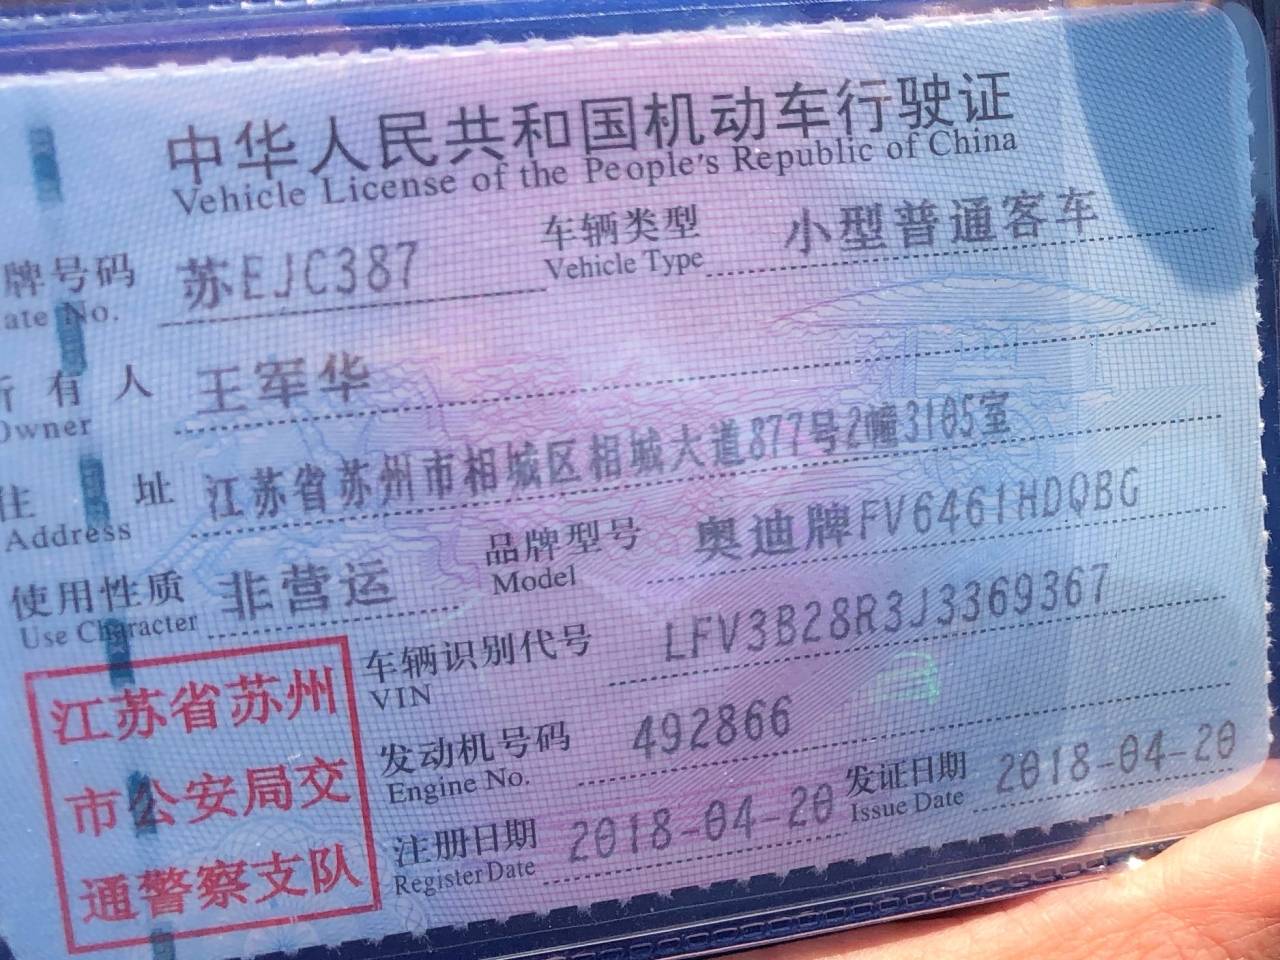 中华人民共和国机动车行驶证
Vehicle License of the People's Republic of China
牌号码 苏EJC387 车辆类型 小型普通客车
ate No. Vehicle Type
所有人 王军华
Owner
住址 江苏省苏州市相城区相城大道877号2幢3105室
Address
使用性质 非营运 品牌型号 奥迪牌FV6461HDQBG
Use Character Model
车辆识别代号 LFV3B28R3J3369367
VIN
发动机号码 492866
Engine No.
注册日期 2018-04-20 发证日期 2018-04-20
Register Date Issue Date
江苏省苏州
市公安局交
通警察支队